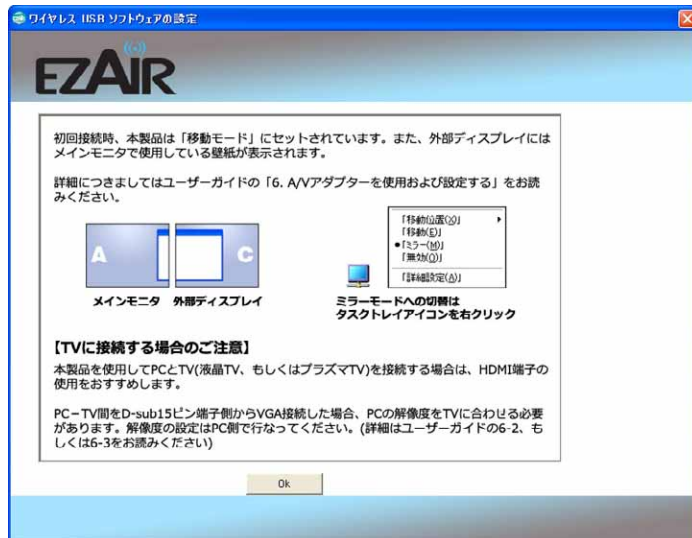 ワイヤレス USB ソフトウェアの設定
EZAIR
初回接続時、本製品は「移動モード」にセットされています。また、外部ディスプレイには
メインモニタで使用している壁紙が表示されます。
詳細につきましてはユーザーガイドの「6. A/Vアダプターを使用および設定する」をお読
みください。
A C
メインモニタ 外部ディスプレイ
「移動位置(X)」
「移動(E)」
「ミラー(M)」
「無効(O)」
「詳細設定(A)」
ミラーモードへの切替は
タスクトレイアイコンを右クリック
【TVに接続する場合のご注意】
本製品を使用してPCとTV(液晶TV、もしくはプラズマTV)を接続する場合は、HDMI端子の
使用をおすすめします。
PC−TV間をD-sub15ピン端子側からVGA接続した場合、PCの解像度をTVに合わせる必要
があります。解像度の設定はPC側で行なってください。(詳細はユーザーガイドの6-2、も
しくは6-3をお読みください)
Ok